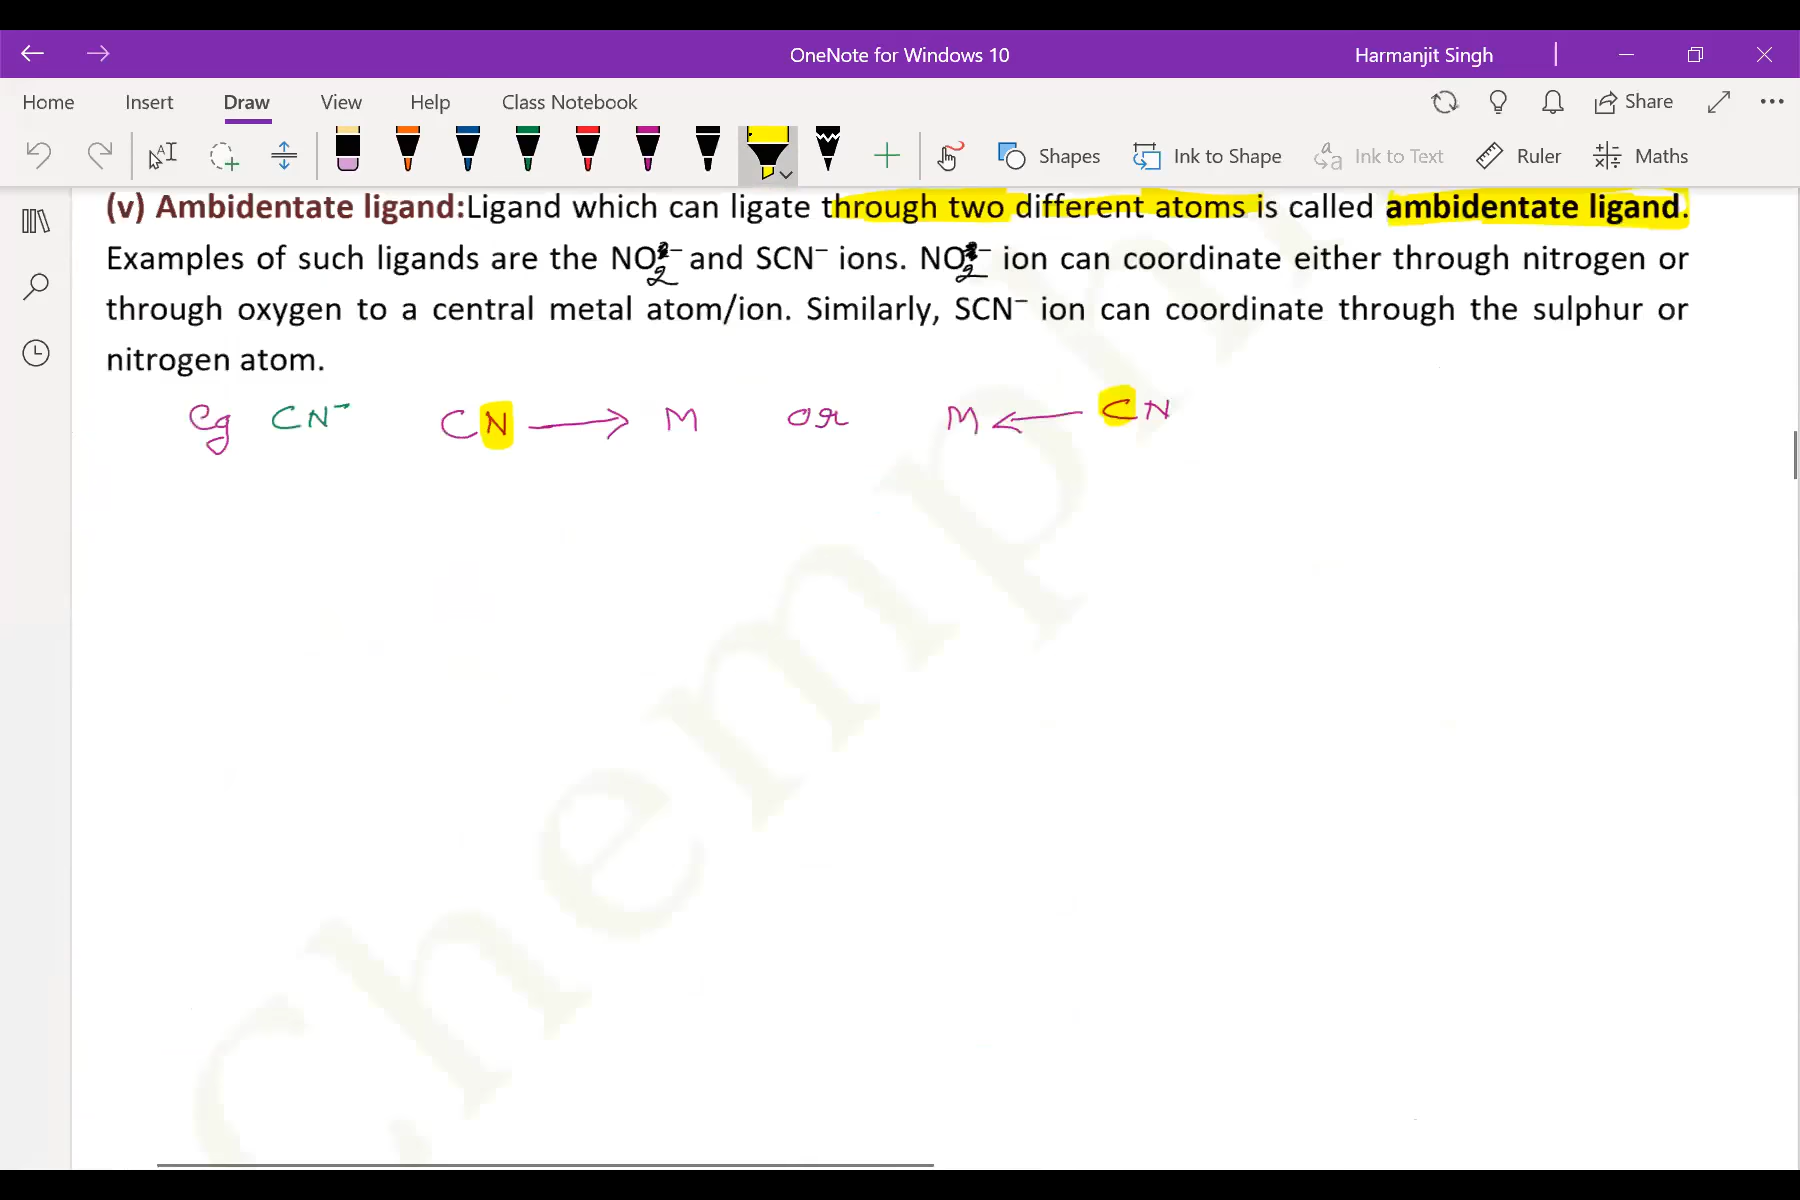 OneNote for Windows 10 Harmanjit Singh
Home Insert Draw View Help Class Notebook Share
Shapes Ink to Shape Ink to Text Ruler Maths
(v) Ambidentate ligand:Ligand which can ligate through two different atoms is called ambidentate ligand.
Examples of such ligands are the NO₂⁻ and SCN⁻ ions. NO₂⁻ ion can coordinate either through nitrogen or
through oxygen to a central metal atom/ion. Similarly, SCN⁻ ion can coordinate through the sulphur or
nitrogen atom.
Eg CN⁻ CN ⟶ M or M ⟵ CN
Chemphi